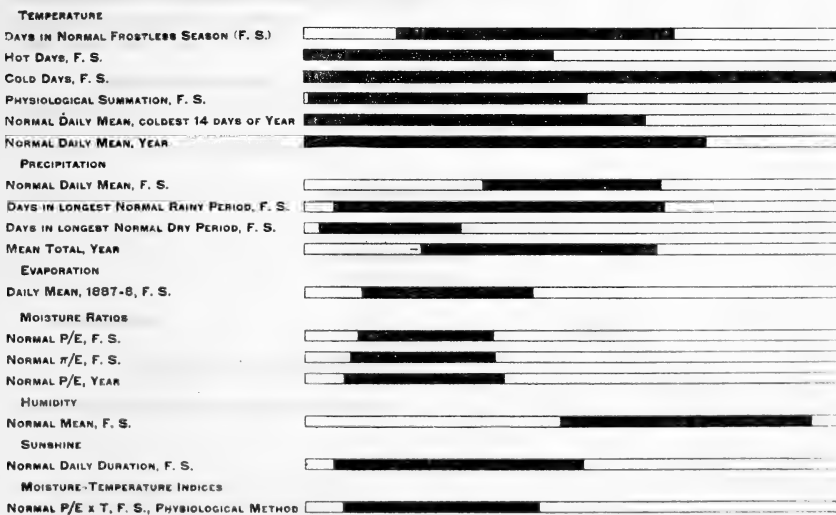 TEMPERATURE
DAYS IN NORMAL FROSTLESS SEASON (F. S.)
HOT DAYS, F. S.
COLD DAYS, F. S.
PHYSIOLOGICAL SUMMATION, F. S.
NORMAL DAILY MEAN, COLDEST 14 DAYS OF YEAR
NORMAL DAILY MEAN, YEAR
PRECIPITATION
NORMAL DAILY MEAN, F. S.
DAYS IN LONGEST NORMAL RAINY PERIOD, F. S.
DAYS IN LONGEST NORMAL DRY PERIOD, F. S.
MEAN TOTAL, YEAR
EVAPORATION
DAILY MEAN, 1887-8, F. S.
MOISTURE RATIOS
NORMAL P/E, F. S.
NORMAL π/E, F. S.
NORMAL P/E, YEAR
HUMIDITY
NORMAL MEAN, F. S.
SUNSHINE
NORMAL DAILY DURATION, F. S.
MOISTURE-TEMPERATURE INDICES
NORMAL P/E x T, F. S., PHYSIOLOGICAL METHOD